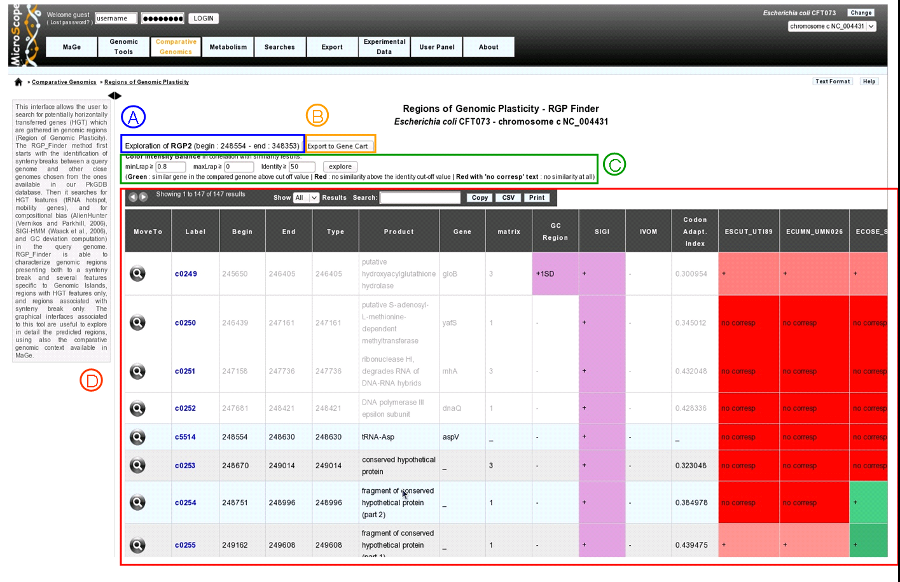 MicroScope
Welcome guest
( Lost password? )
username
LOGIN
Escherichia coli CFT073
Change
chromosome c NC_004431
MaGe
Genomic Tools
Comparative Genomics
Metabolism
Searches
Export
Experimental Data
User Panel
About
Comparative Genomics
Regions of Genomic Plasticity
Text Format
Help
This interface allows the user to
search for potentially horizontally
transferred genes (HGT) which
are gathered in genomic regions
(Region of Genomic Plasticity).
The RGP_Finder method first
starts with the identification of
synteny breaks between a query
genome and other close
genomes chosen from the ones
available in our PkGDB
database. Then it searches for
HGT features (tRNA hotspot,
mobility genes), and for
compositional bias (AlienHunter
(Vernikos and Parkhill, 2006),
SIGI-HMM (Waack et al., 2006),
and GC deviation computation)
in the query genome.
RGP_Finder is able to
characterize genomic regions
presenting both to a synteny
break and several features
specific to Genomic Islands,
regions with HGT features only,
and regions associated with
synteny break only. The
graphical interfaces associated
to this tool are useful to explore
in detail the predicted regions,
using also the comparative
genomic context available in
MaGe.
Regions of Genomic Plasticity - RGP Finder
Escherichia coli CFT073 - chromosome c NC_004431
A
B
Exploration of RGP2 (begin : 248554 - end : 348353)
Export to Gene Cart
C
Color Intensity Balance in correlation with similarity results:
minLrap ≥ 0.8 maxLrap ≥ 0 Identity ≥ 50 explore
(Green : similar gene in the compared genome above cut off value | Red : no similarity above the identity cut-off value | Red with 'no corresp' text : no similarity at all)
D
Showing 1 to 147 of 147 results
Show All Results Search: Copy CSV Print
MoveTo Label Begin End Type Product Gene matrix GC Region SIGI IVOM Codon Adapt. Index ESCUT_UTI89 ECUMN_UMN026 ECOSE_S
c0249 245650 246405 246405 putative hydroxyacylglutathione hydrolase gloB 3 +1SD + - 0.300954 + + +
c0250 246439 247161 247161 putative S-adenosyl-L-methionine-dependent methyltransferase yafS 1 - + - 0.345012 no corresp no corresp no corresp
c0251 247158 247736 247736 ribonuclease HI, degrades RNA of DNA-RNA hybrids rnhA 3 - + - 0.432048 no corresp no corresp no corresp
c0252 247681 248421 248421 DNA polymerase III epsilon subunit dnaQ 1 - + - 0.426336 no corresp no corresp no corresp
c5514 248554 248630 248630 tRNA-Asp aspV _ - + - _ no corresp no corresp no corresp
c0253 248670 249014 249014 conserved hypothetical protein _ 3 - + - 0.323048 no corresp no corresp no corresp
c0254 248751 248996 248996 fragment of conserved hypothetical protein (part 2) _ 1 - + - 0.384978 no corresp no corresp +
c0255 249162 249608 249608 fragment of conserved hypothetical protein (part 1) _ 1 - + - 0.439475 + + +